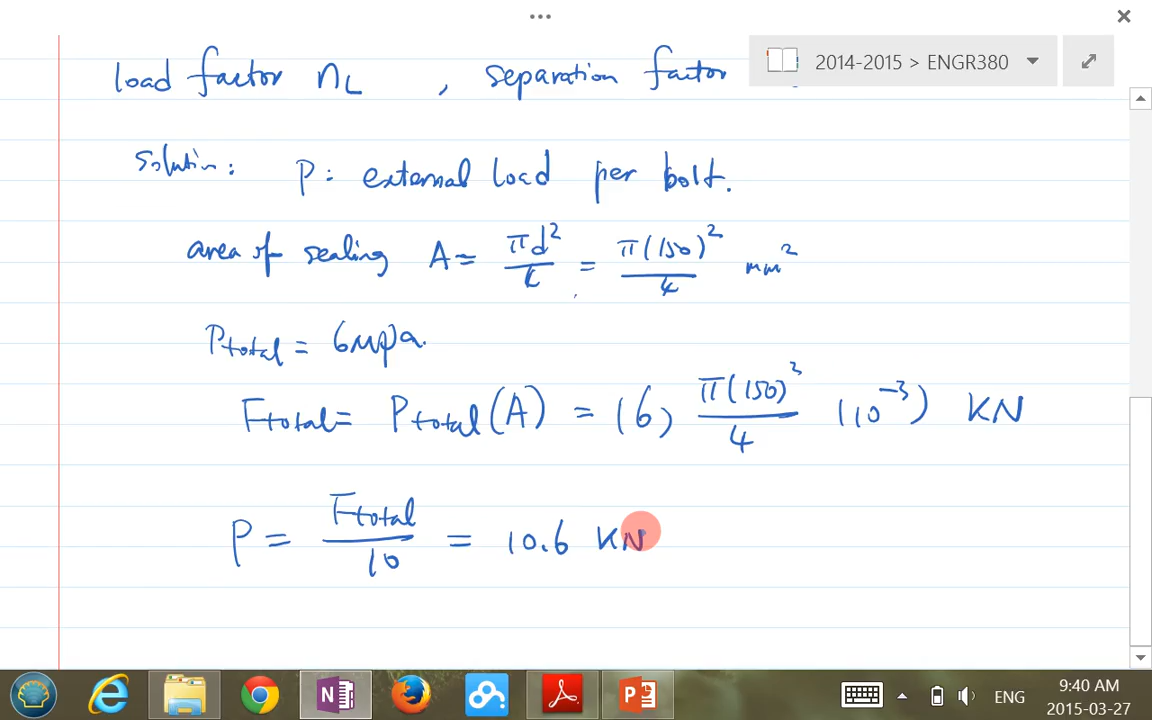 load factor nL , separation factor
2014-2015 > ENGR380
Solution: P: external load per bolt.
area of sealing A = πd²/4 = π(150)²/4 mm²
Ptotal = 6 mpa.
Ftotal = Ptotal(A) = (6) π(150)²/4 (10⁻³) KN
P = Ftotal/10 = 10.6 KN
ENG
9:40 AM
2015-03-27